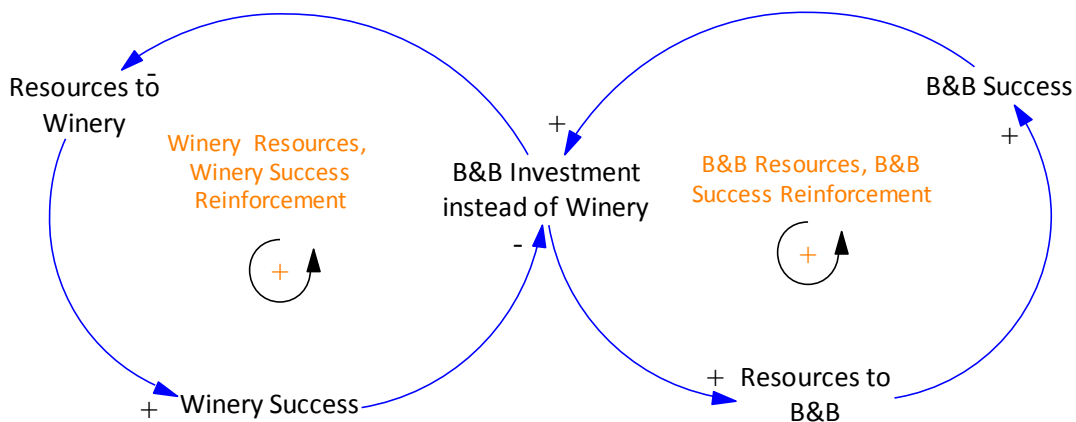 Resources to
-
Winery
Winery Resources,
Winery Success
Reinforcement
+
+ Winery Success
+
B&B Investment
instead of Winery
-
B&B Success
+
B&B Resources, B&B
Success Reinforcement
+
+ Resources to
B&B